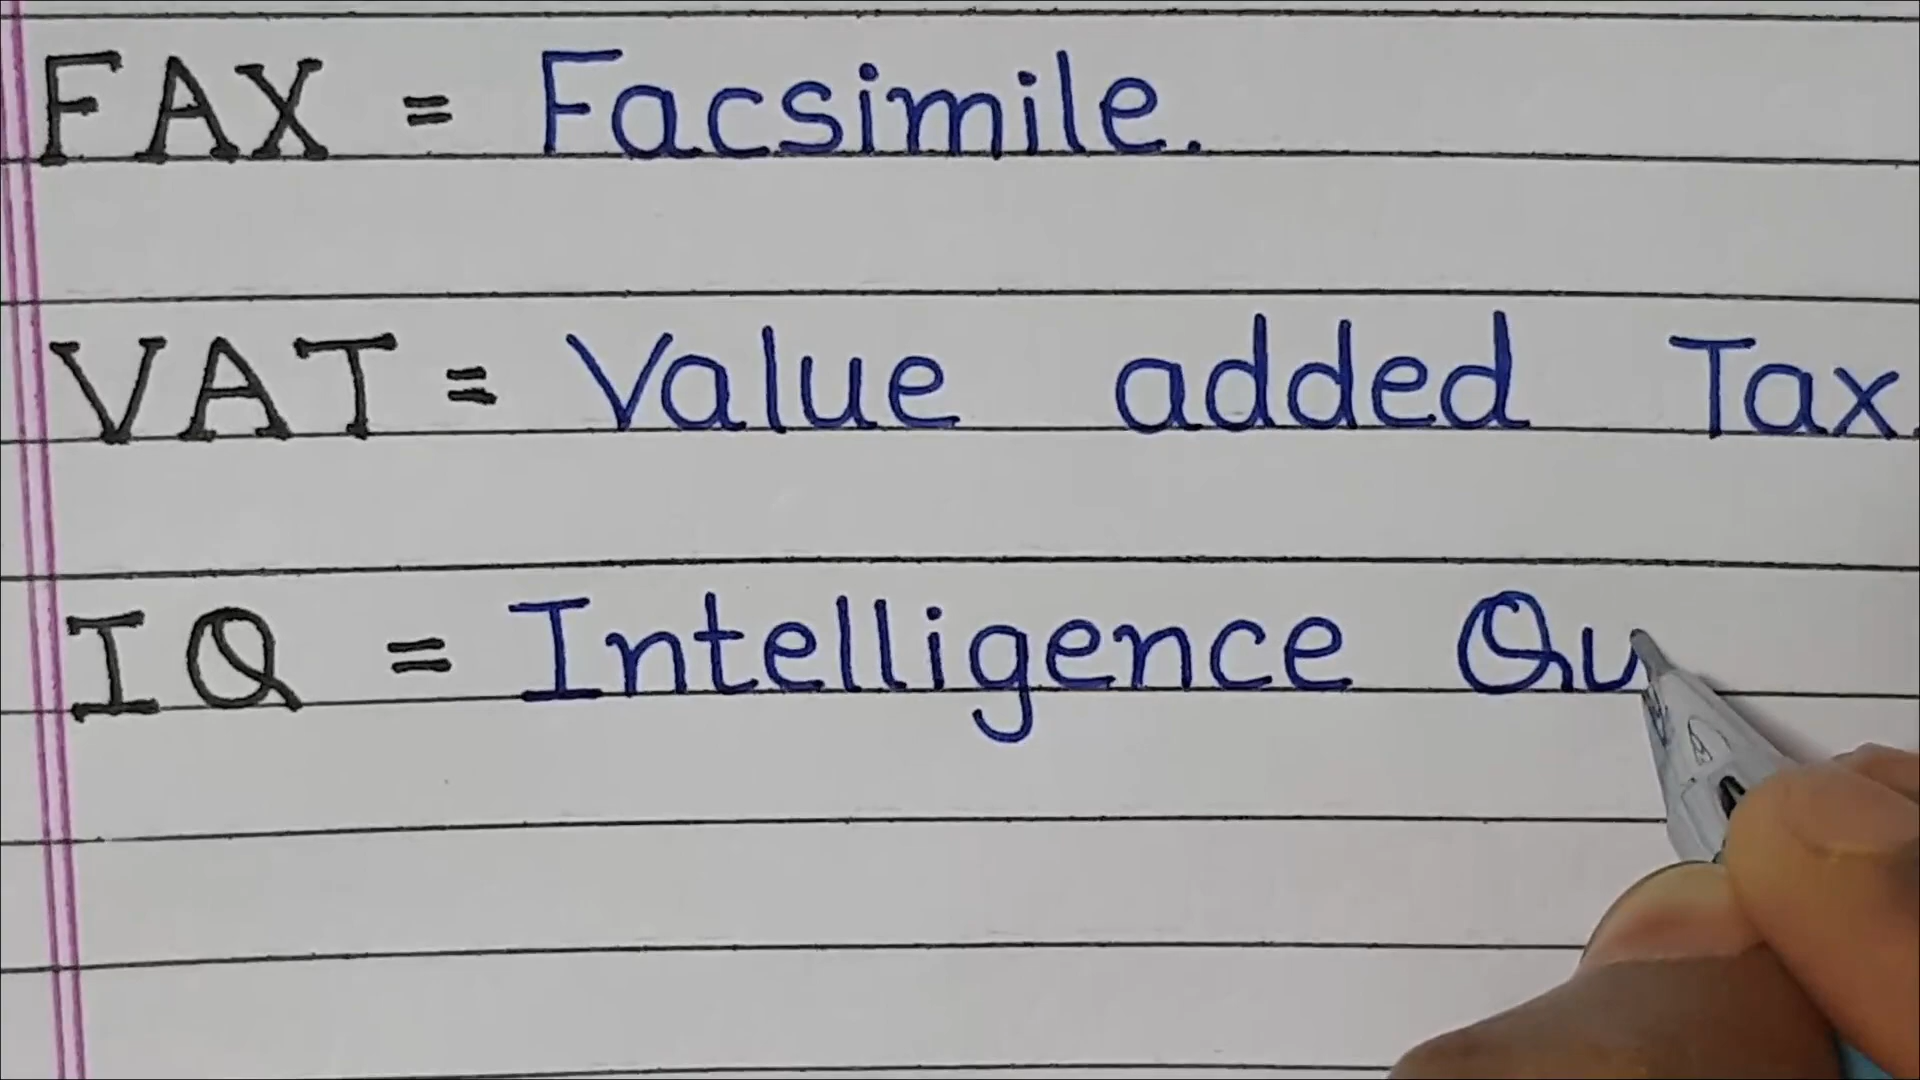 FAX = Facsimile.
VAT = Value added Tax.
IQ = Intelligence Qu